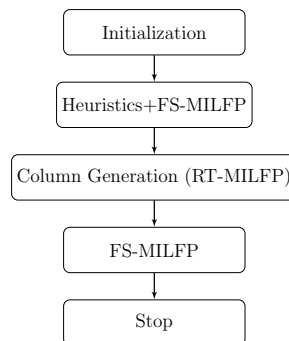 Initialization
Heuristics+FS-MILFP
Column Generation (RT-MILFP)
FS-MILFP
Stop